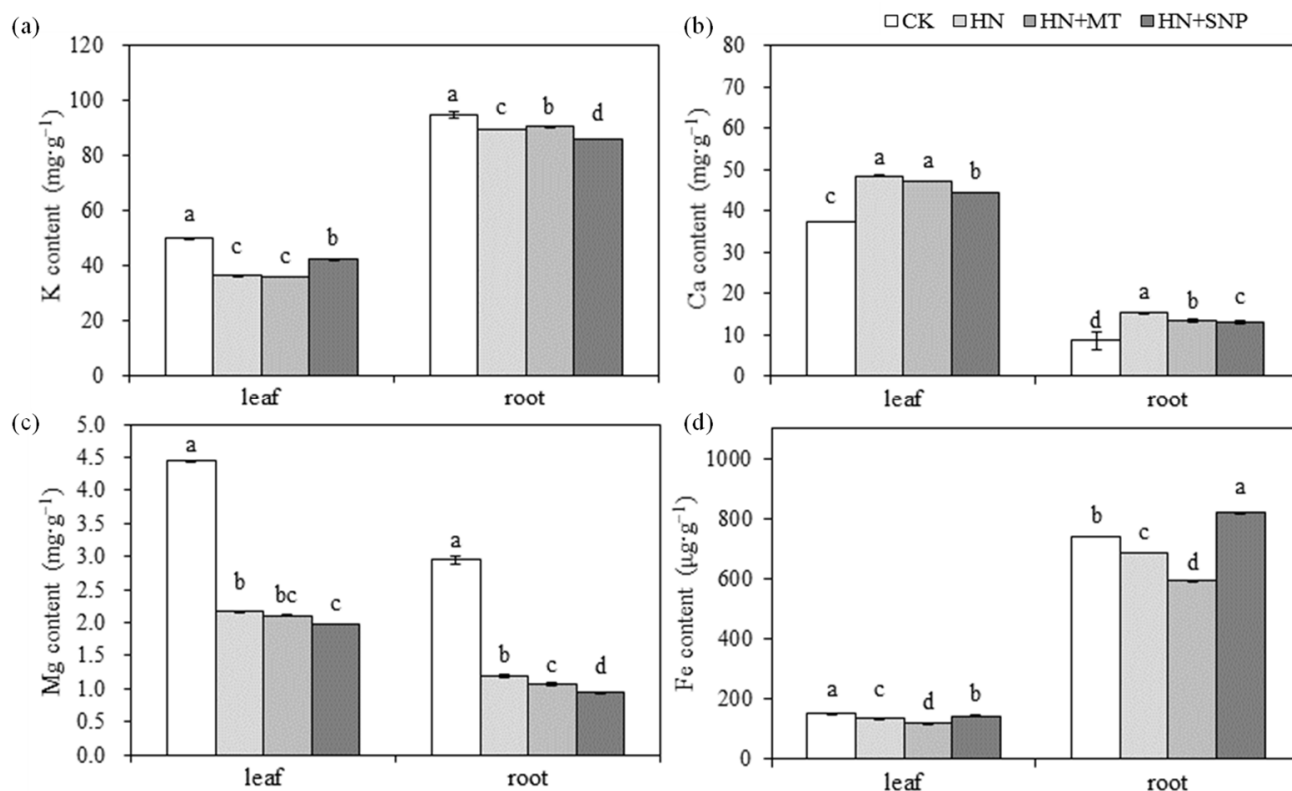 (a)
(b)
CK HN HN+MT HN+SNP
K content (mg·g⁻¹)
120
100
80
60
40
20
0
a
c
c
b
a
c
b
d
leaf
root
Ca content (mg·g⁻¹)
80
70
60
50
40
30
20
10
0
c
a
a
b
d
a
b
c
leaf
root
(c)
Mg content (mg·g⁻¹)
5.0
4.5
4.0
3.5
3.0
2.5
2.0
1.5
1.0
0.5
0.0
a
b
bc
c
a
b
c
d
leaf
root
(d)
Fe content (µg·g⁻¹)
1000
800
600
400
200
0
a
c
d
b
b
c
d
a
leaf
root